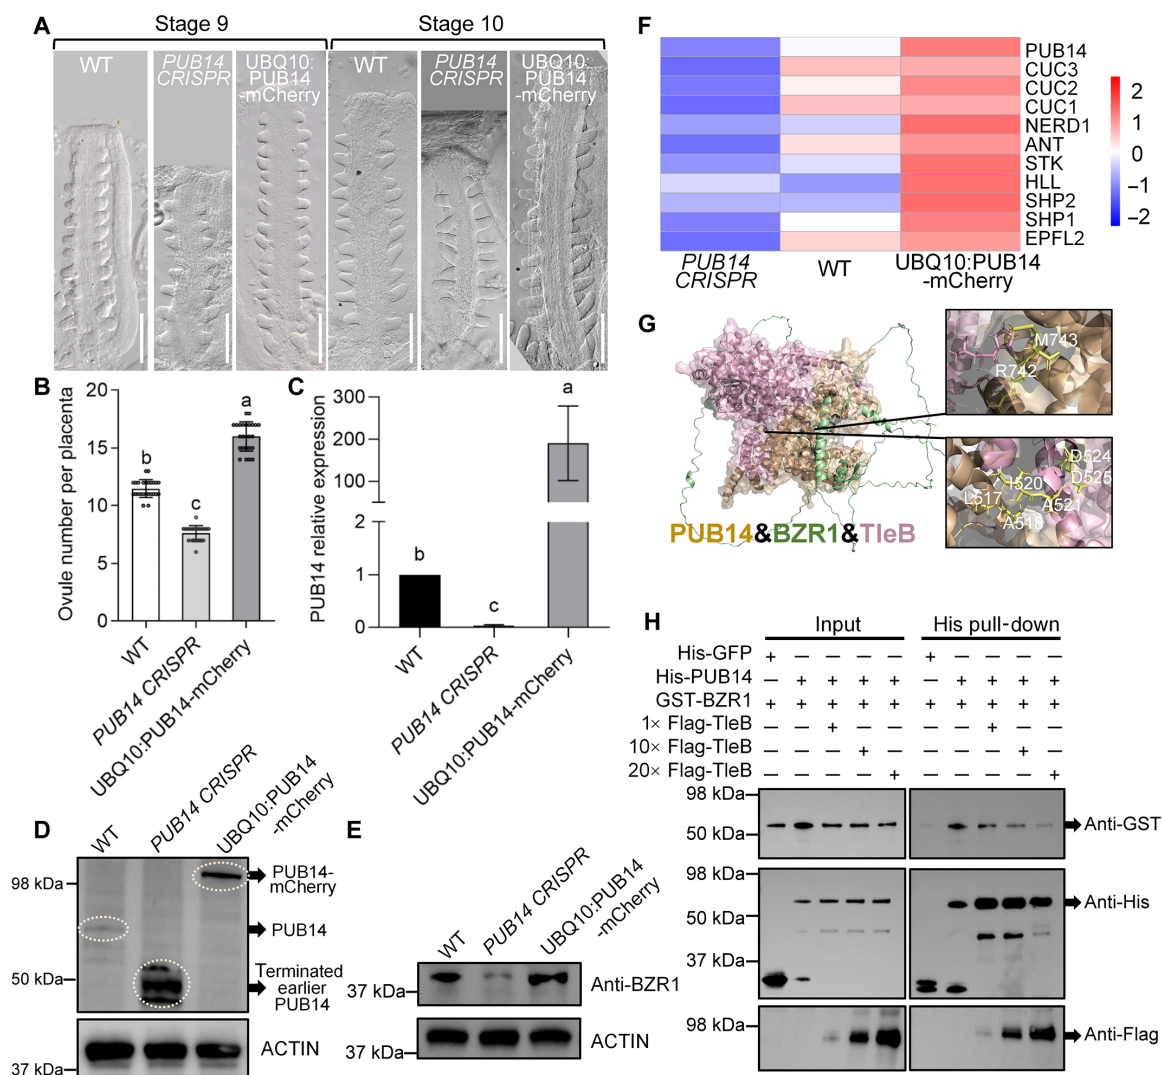 A
Stage 9
Stage 10
WT
PUB14
CRISPR
UBQ10:
PUB14
-mCherry
WT
PUB14
CRISPR
UBQ10:
PUB14
-mCherry
B
Ovule number per placenta
20
15
10
5
0
b
c
a
WT
PUB14 CRISPR
UBQ10:PUB14-mCherry
C
PUB14 relative expression
300
200
100
2
1
0
b
c
a
WT
PUB14 CRISPR
UBQ10:PUB14-mCherry
D
WT
PUB14 CRISPR
UBQ10:PUB14
-mCherry
98 kDa
50 kDa
37 kDa
PUB14-
mCherry
PUB14
Terminated
earlier
PUB14
ACTIN
E
WT
PUB14 CRISPR
UBQ10:PUB14
-mCherry
37 kDa
37 kDa
Anti-BZR1
ACTIN
F
PUB14
CUC3
CUC2
CUC1
NERD1
ANT
STK
HLL
SHP2
SHP1
EPFL2
2
1
0
−1
−2
PUB14
CRISPR
WT
UBQ10:PUB14
-mCherry
G
M743
R742
D524
I520
D525
L517
A521
A518
PUB14&BZR1&TleB
H
Input
His pull-down
His-GFP + — — — — + — — — —
His-PUB14 — + + + + — + + + +
GST-BZR1 + + + + + + + + + +
1× Flag-TleB — — + — — — — + — —
10× Flag-TleB — — — + — — — — + —
20× Flag-TleB — — — — + — — — — +
98 kDa
50 kDa
Anti-GST
98 kDa
50 kDa
37 kDa
Anti-His
98 kDa
Anti-Flag